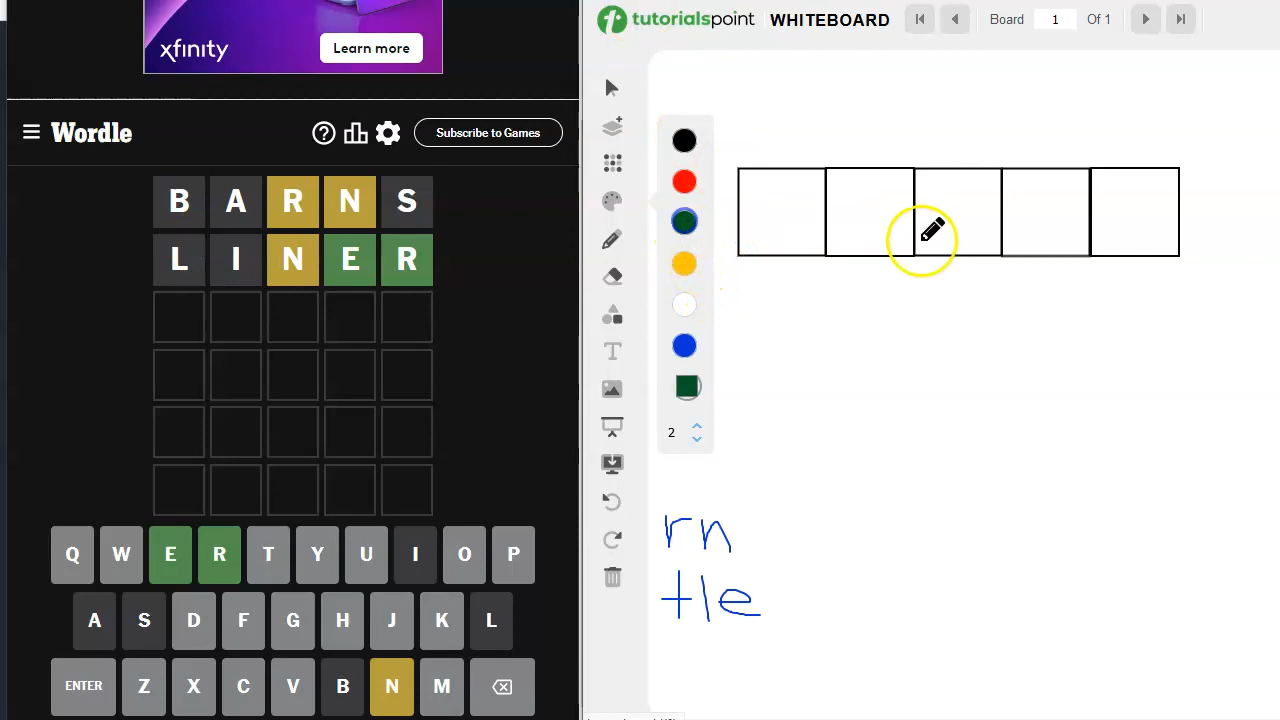 xfinity
Learn more
tutorialspoint WHITEBOARD Board 1 Of 1
Wordle
Subscribe to Games
B A R N S
L I N E R
Q W E R T Y U I O P
A S D F G H J K L
ENTER Z X C V B N M
2
rn
+le